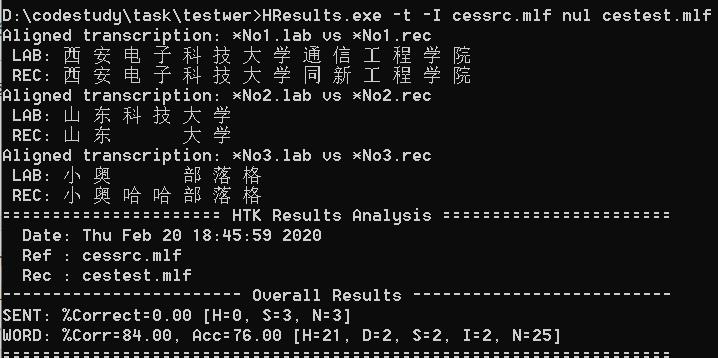 D:\codestudy\task\testwer>HResults.exe -t -I cessrc.mlf nul cestest.mlf
Aligned transcription: *No1.lab vs *No1.rec
LAB: 西 安 电 子 科 技 大 学 通 信 工 程 学 院
REC: 西 安 电 子 科 技 大 学 同 新 工 程 学 院
Aligned transcription: *No2.lab vs *No2.rec
LAB: 山 东 科 技 大 学
REC: 山 东       大 学
Aligned transcription: *No3.lab vs *No3.rec
LAB: 小 奥       部 落 格
REC: 小 奥 哈 哈 部 落 格
---------------------- HTK Results Analysis -----------------------
Date: Thu Feb 20 18:45:59 2020
Ref : cessrc.mlf
Rec : cestest.mlf
------------------------ Overall Results --------------------------
SENT: %Correct=0.00 [H=0, S=3, N=3]
WORD: %Corr=84.00, Acc=76.00 [H=21, D=2, S=2, I=2, N=25]
===================================================================